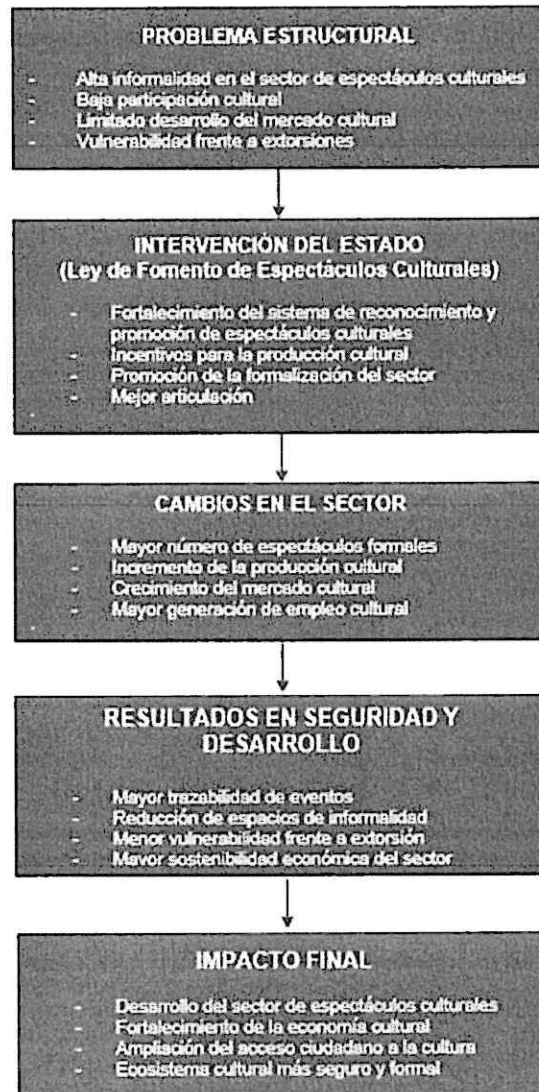 PROBLEMA ESTRUCTURAL
- Alta informalidad en el sector de espectáculos culturales
- Baja participación cultural
- Limitado desarrollo del mercado cultural
- Vulnerabilidad frente a extorsiones
INTERVENCIÓN DEL ESTADO
(Ley de Fomento de Espectáculos Culturales)
- Fortalecimiento del sistema de reconocimiento y
promoción de espectáculos culturales
- Incentivos para la producción cultural
- Promoción de la formalización del sector
- Mejor articulación
CAMBIOS EN EL SECTOR
- Mayor número de espectáculos formales
- Incremento de la producción cultural
- Crecimiento del mercado cultural
- Mayor generación de empleo cultural
RESULTADOS EN SEGURIDAD Y
DESARROLLO
- Mayor trazabilidad de eventos
- Reducción de espacios de informalidad
- Menor vulnerabilidad frente a extorsión
- Mayor sostenibilidad económica del sector
IMPACTO FINAL
- Desarrollo del sector de espectáculos culturales
- Fortalecimiento de la economía cultural
- Ampliación del acceso ciudadano a la cultura
- Ecosistema cultural más seguro y formal